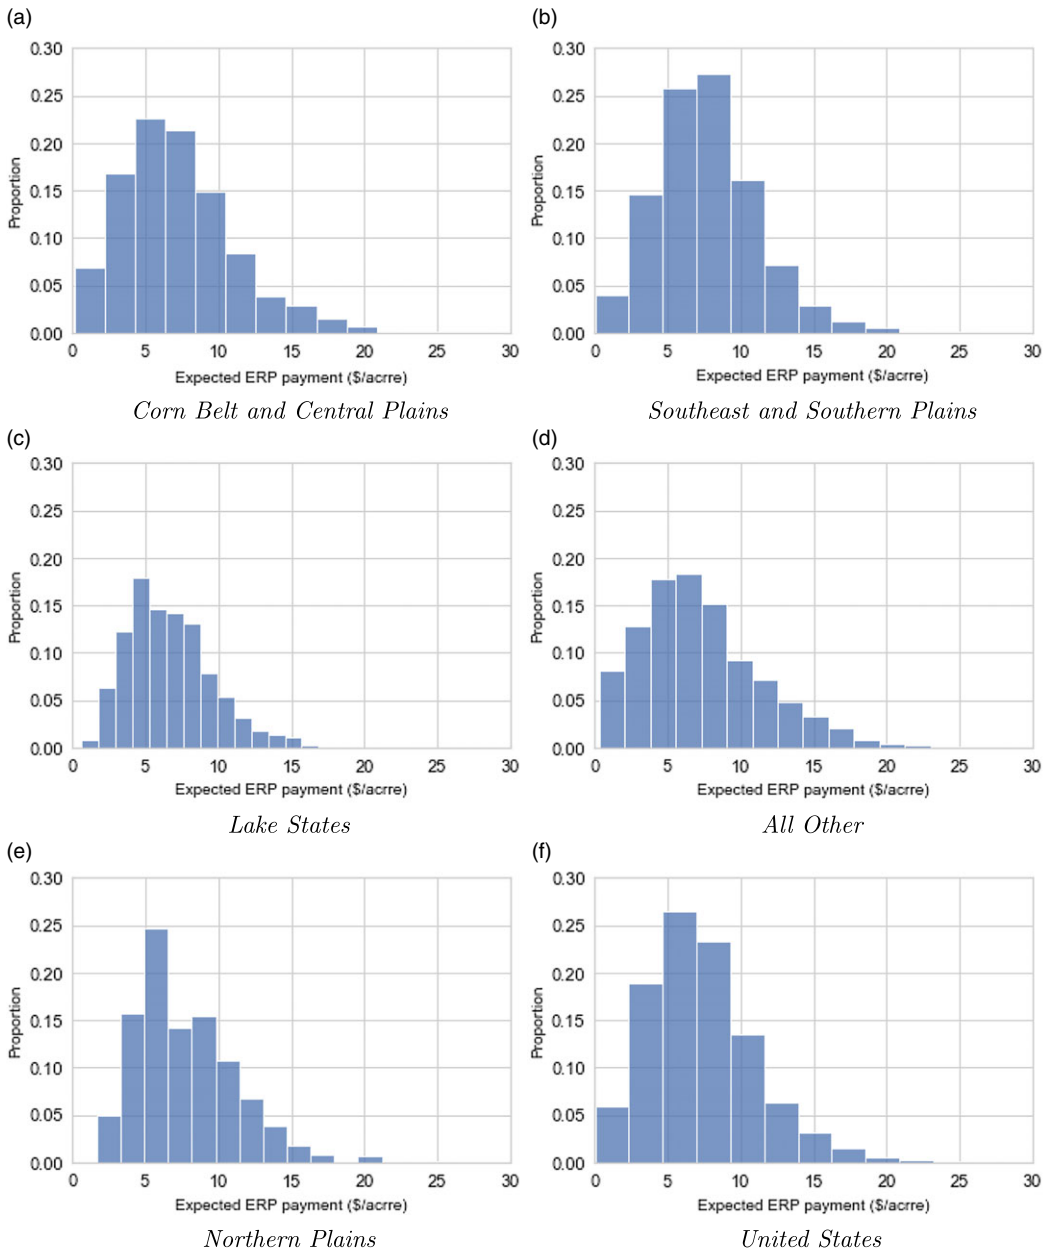 (a)
0.30
0.25
0.20
0.15
0.10
0.05
0.00
Proportion
0 5 10 15 20 25 30
Expected ERP payment ($/acrre)
Corn Belt and Central Plains
(b)
0.30
0.25
0.20
0.15
0.10
0.05
0.00
Proportion
0 5 10 15 20 25 30
Expected ERP payment ($/acrre)
Southeast and Southern Plains
(c)
0.30
0.25
0.20
0.15
0.10
0.05
0.00
Proportion
0 5 10 15 20 25 30
Expected ERP payment ($/acrre)
Lake States
(d)
0.30
0.25
0.20
0.15
0.10
0.05
0.00
Proportion
0 5 10 15 20 25 30
Expected ERP payment ($/acrre)
All Other
(e)
0.30
0.25
0.20
0.15
0.10
0.05
0.00
Proportion
0 5 10 15 20 25 30
Expected ERP payment ($/acrre)
Northern Plains
(f)
0.30
0.25
0.20
0.15
0.10
0.05
0.00
Proportion
0 5 10 15 20 25 30
Expected ERP payment ($/acrre)
United States